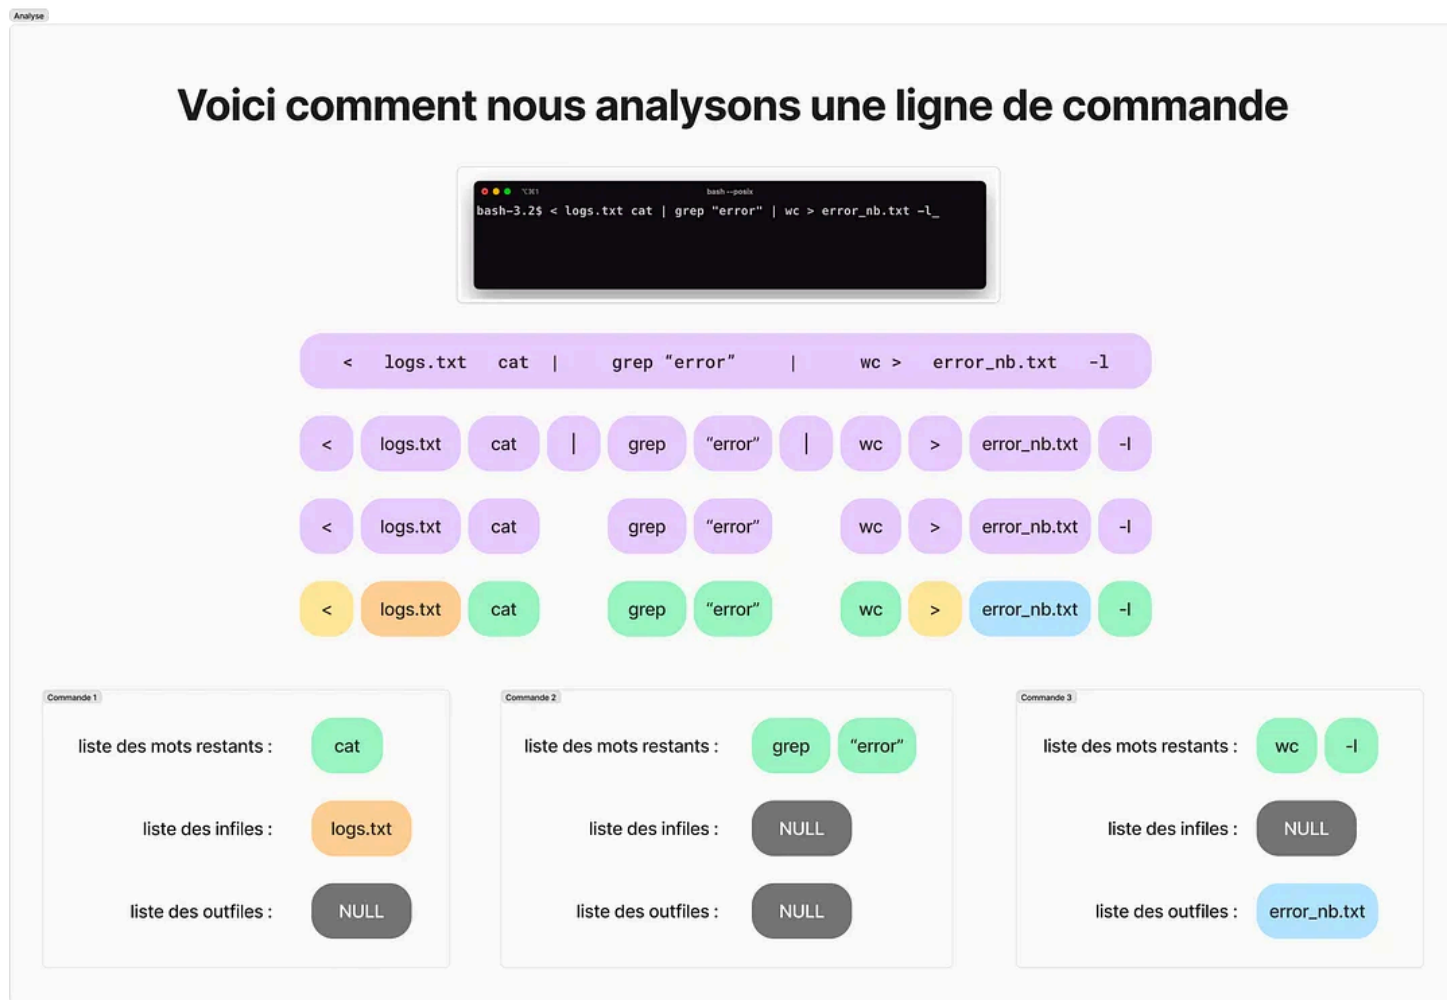 Analyse
Voici comment nous analysons une ligne de commande
⌥⌘1 bash --posix
bash-3.2$ < logs.txt cat | grep "error" | wc > error_nb.txt -l_
< logs.txt cat | grep “error” | wc > error_nb.txt -l
< logs.txt cat | grep “error” | wc > error_nb.txt -l
< logs.txt cat grep “error” wc > error_nb.txt -l
< logs.txt cat grep “error” wc > error_nb.txt -l
Commande 1
liste des mots restants : cat
liste des infiles : logs.txt
liste des outfiles : NULL
Commande 2
liste des mots restants : grep “error”
liste des infiles : NULL
liste des outfiles : NULL
Commande 3
liste des mots restants : wc -l
liste des infiles : NULL
liste des outfiles : error_nb.txt